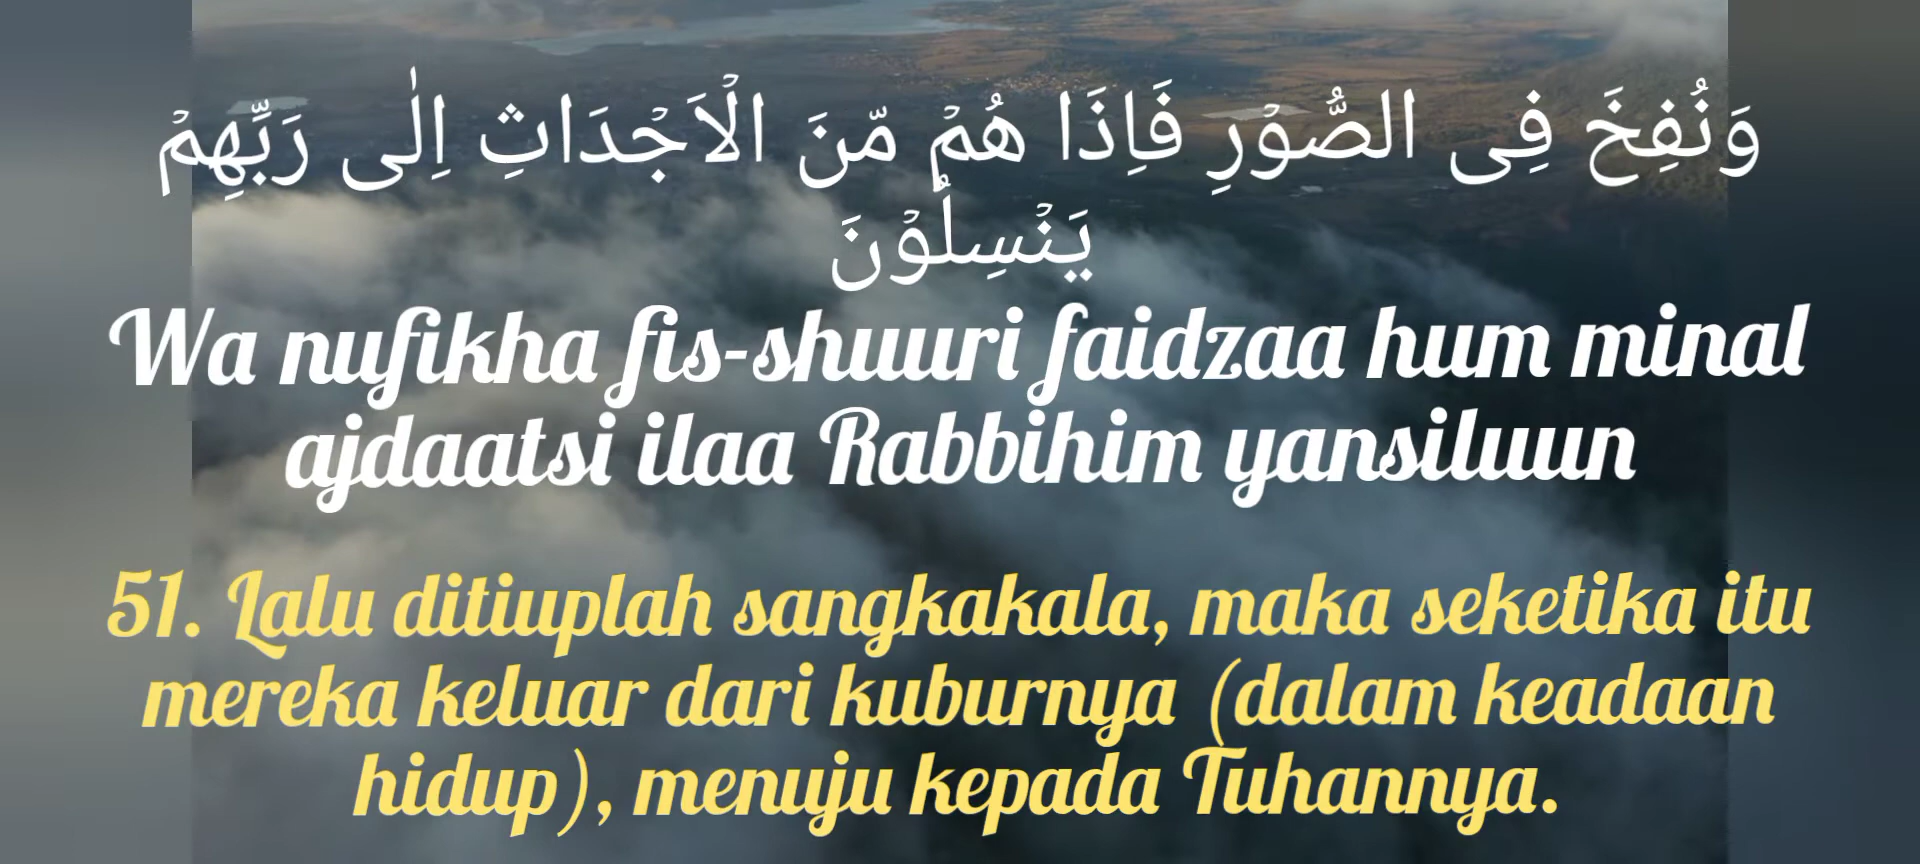 وَنُفِخَ فِى الصُّوْرِ فَاِذَا هُمْ مِّنَ الْاَجْدَاثِ اِلٰى رَبِّهِمْ
يَنْسِلُوْنَ
Wa nufikha fis-shuuri faidzaa hum minal
ajdaatsi ilaa Rabbihim yansiluun
51. Lalu ditiuplah sangkakala, maka seketika itu
mereka keluar dari kuburnya (dalam keadaan
hidup), menuju kepada Tuhannya.